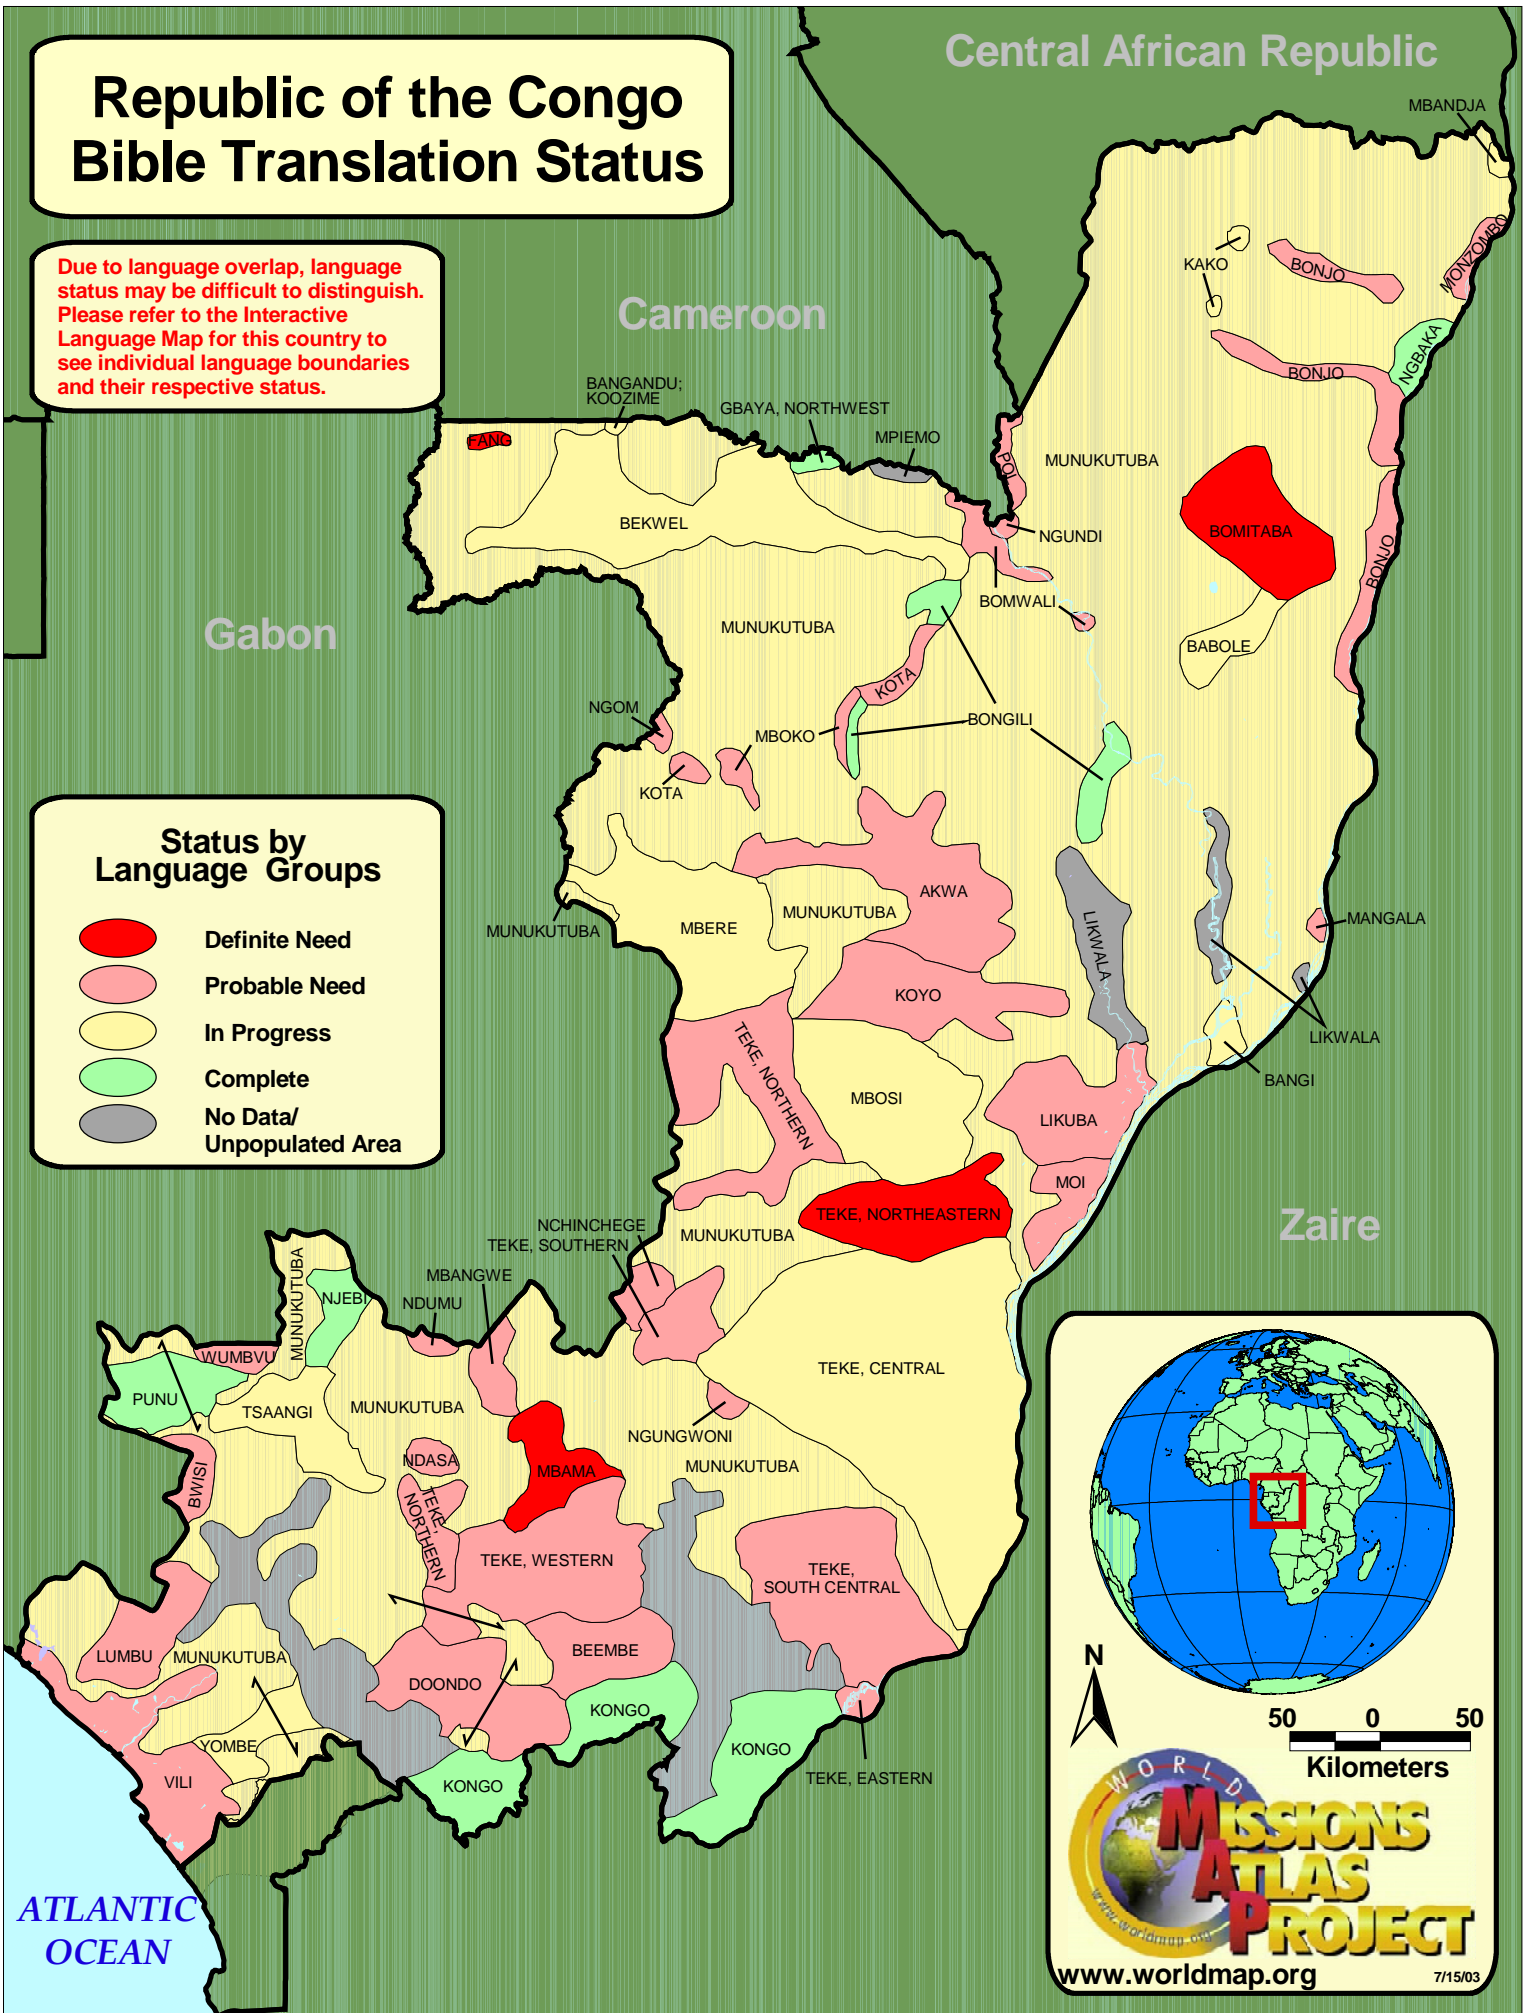 Republic of the Congo
Bible Translation Status
Due to language overlap, language
status may be difficult to distinguish.
Please refer to the Interactive
Language Map for this country to
see individual language boundaries
and their respective status.
Central African Republic
Cameroon
Gabon
Zaire
MBANDJA
KAKO
BONJO
MONZOMBO
NGBAKA
BONJO
BANGANDU;
KOOZIME
GBAYA, NORTHWEST
MPIEMO
FANG
POL
MUNUKUTUBA
BEKWEL
NGUNDI
BOMITABA
BONJO
BOMWALI
MUNUKUTUBA
BABOLE
KOTA
NGOM
MBOKO
BONGILI
KOTA
Status by
Language Groups
Definite Need
Probable Need
In Progress
Complete
No Data/
Unpopulated Area
AKWA
MUNUKUTUBA
MBERE
MUNUKUTUBA
LIKWALA
MANGALA
KOYO
LIKWALA
BANGI
TEKE, NORTHERN
MBOSI
LIKUBA
MOI
TEKE, NORTHEASTERN
NCHINCHEGE
TEKE, SOUTHERN
MUNUKUTUBA
MUNUKUTUBA
MBANGWE
NJEBI
NDUMU
WUMBVU
TEKE, CENTRAL
PUNU
TSAANGI
MUNUKUTUBA
NGUNGWONI
NDASA
MBAMA
MUNUKUTUBA
BWISI
TEKE,
NORTHERN
TEKE, WESTERN
TEKE,
SOUTH CENTRAL
LUMBU
MUNUKUTUBA
BEEMBE
DOONDO
KONGO
YOMBE
KONGO
VILI
KONGO
TEKE, EASTERN
ATLANTIC
OCEAN
N
50 0 50
Kilometers
WORLD
MISSIONS
ATLAS
PROJECT
www.worldmap.org
www.worldmap.org
7/15/03